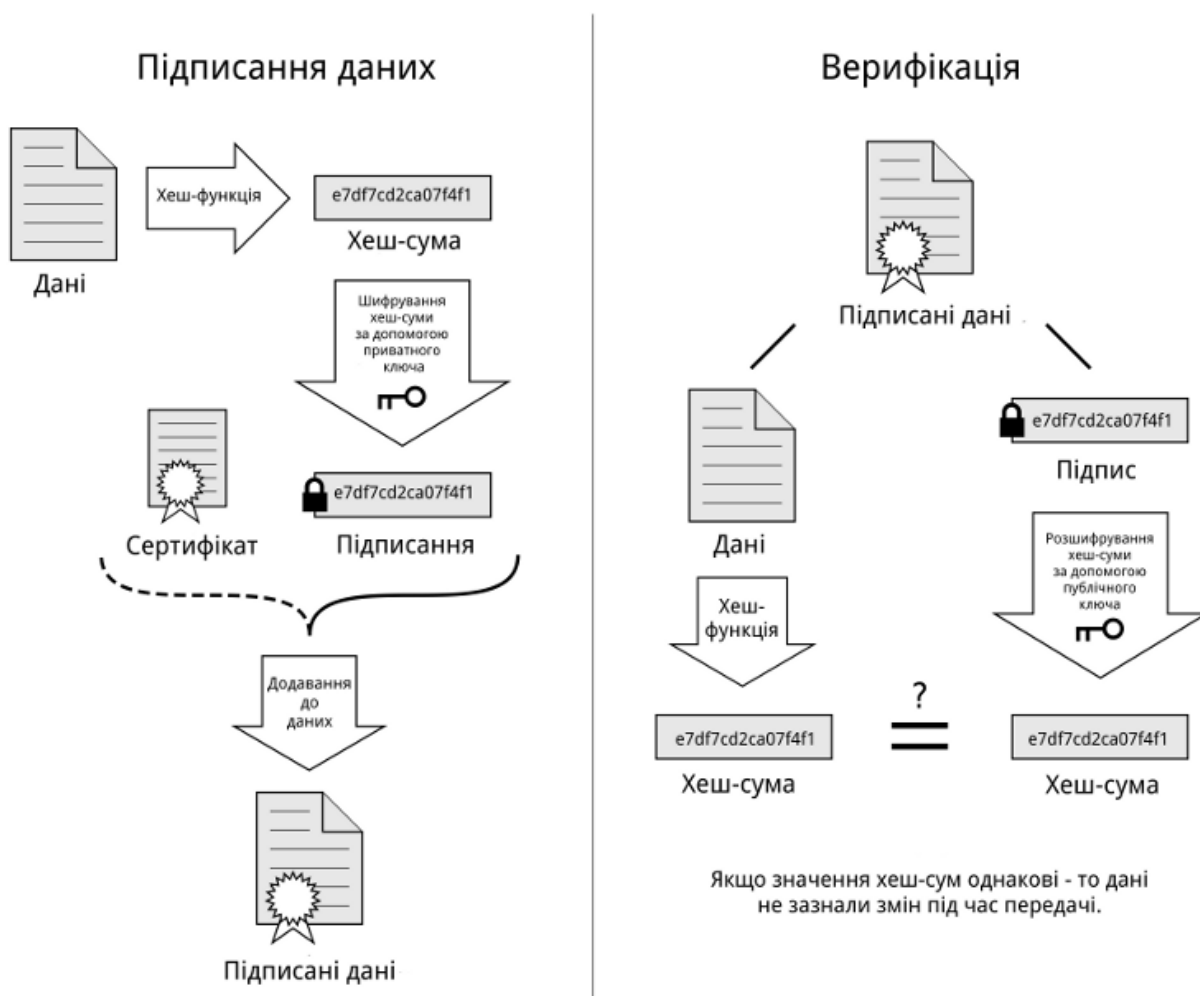 Підписання даних
Хеш-функція
e7df7cd2ca07f4f1
Хеш-сума
Дані
Шифрування
хеш-суми
за допомогою
приватного
ключа
e7df7cd2ca07f4f1
Сертифікат
Підписання
Додавання
до
даних
Підписані дані
Верифікація
Підписані дані
e7df7cd2ca07f4f1
Підпис
Дані
Розшифрування
хеш-суми
за допомогою
публічного
ключа
Хеш-
функція
?
e7df7cd2ca07f4f1
=
e7df7cd2ca07f4f1
Хеш-сума
Хеш-сума
Якщо значення хеш-сум однакові - то дані
не зазнали змін під час передачі.